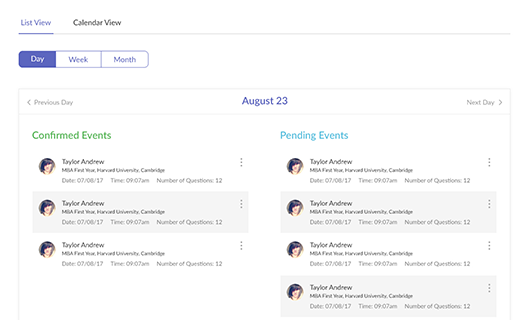 List View
Calendar View
Day
Week
Month
Previous Day
August 23
Next Day
Confirmed Events
Taylor Andrew
MBA First Year, Harvard University, Cambridge
Date: 07/08/17 Time: 09:07am Number of Questions: 12
Taylor Andrew
MBA First Year, Harvard University, Cambridge
Date: 07/08/17 Time: 09:07am Number of Questions: 12
Taylor Andrew
MBA First Year, Harvard University, Cambridge
Date: 07/08/17 Time: 09:07am Number of Questions: 12
Pending Events
Taylor Andrew
MBA First Year, Harvard University, Cambridge
Date: 07/08/17 Time: 09:07am Number of Questions: 12
Taylor Andrew
MBA First Year, Harvard University, Cambridge
Date: 07/08/17 Time: 09:07am Number of Questions: 12
Taylor Andrew
MBA First Year, Harvard University, Cambridge
Date: 07/08/17 Time: 09:07am Number of Questions: 12
Taylor Andrew
MBA First Year, Harvard University, Cambridge
Date: 07/08/17 Time: 09:07am Number of Questions: 12